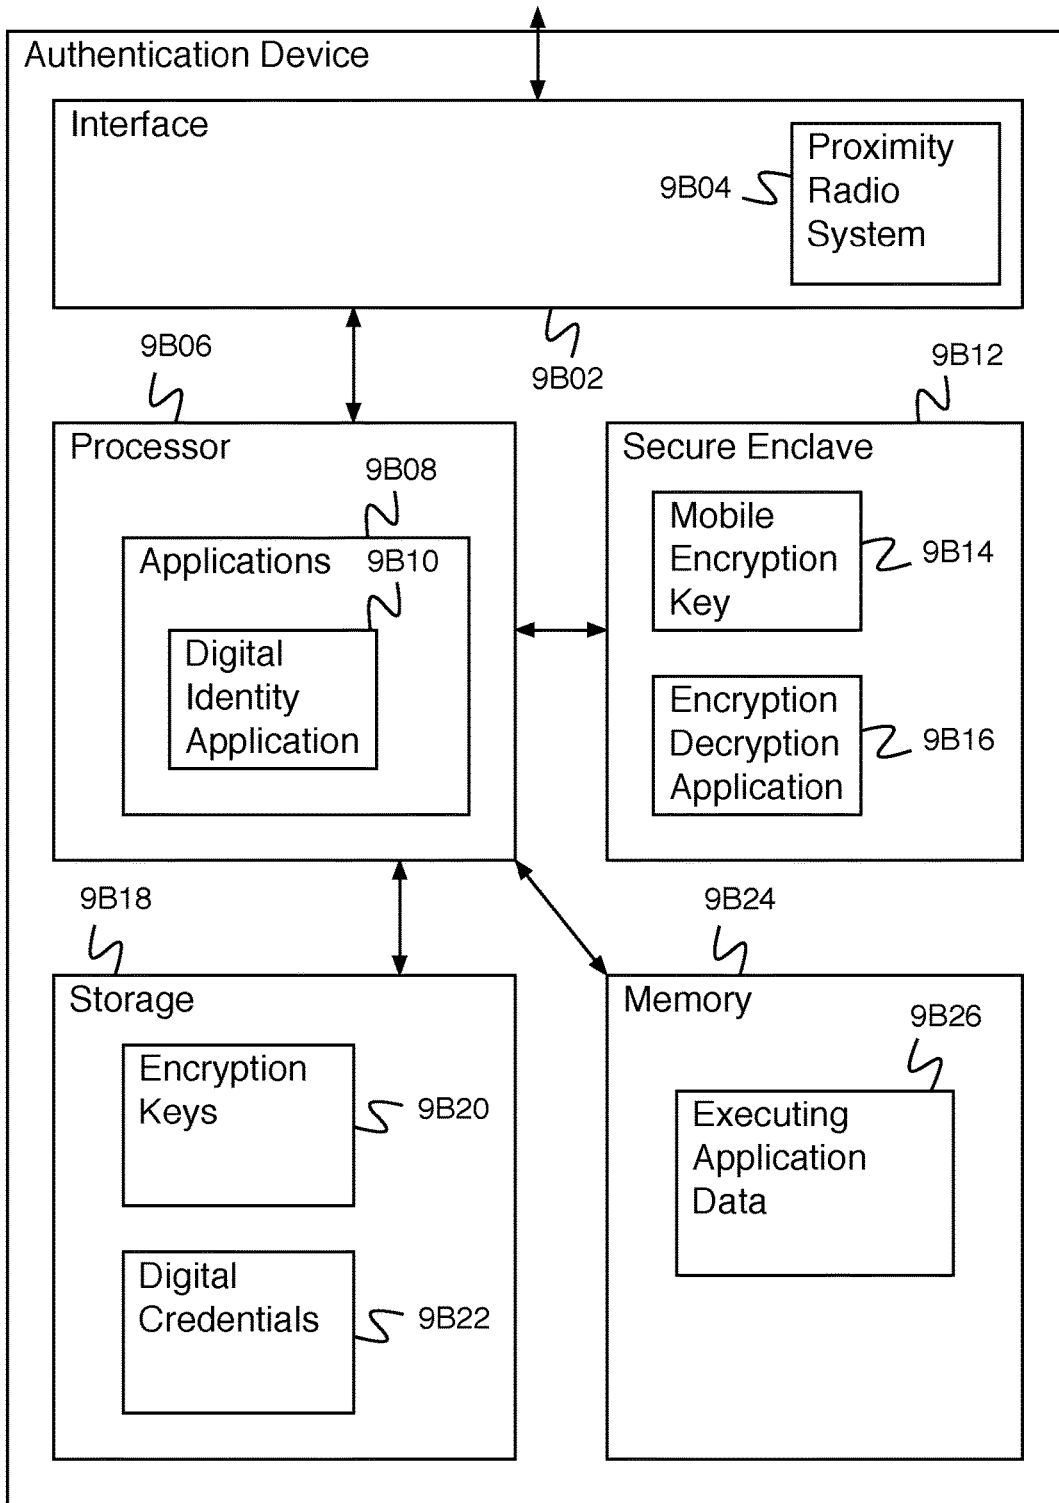 Authentication Device
Interface
Proximity
Radio
System
9B04
9B02
9B06
Processor
9B08
Applications
9B10
Digital
Identity
Application
9B12
Secure Enclave
Mobile
Encryption
Key
9B14
Encryption
Decryption
Application
9B16
9B18
Storage
Encryption
Keys
9B20
Digital
Credentials
9B22
9B24
Memory
9B26
Executing
Application
Data